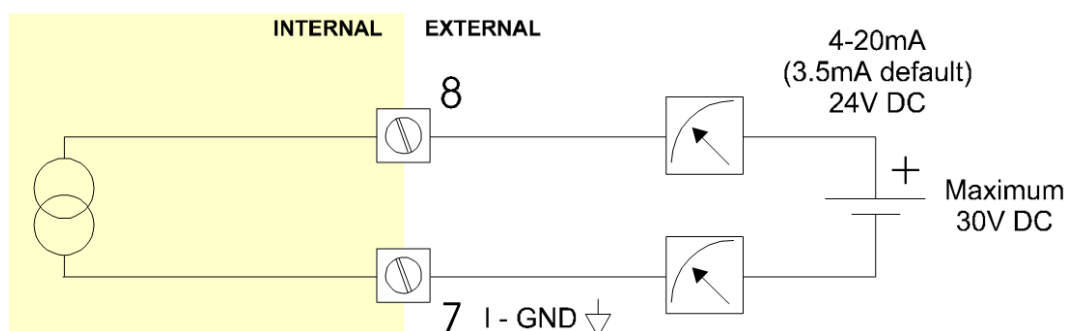 INTERNAL EXTERNAL
8
4-20mA
(3.5mA default)
24V DC
+
Maximum
30V DC
7 I - GND